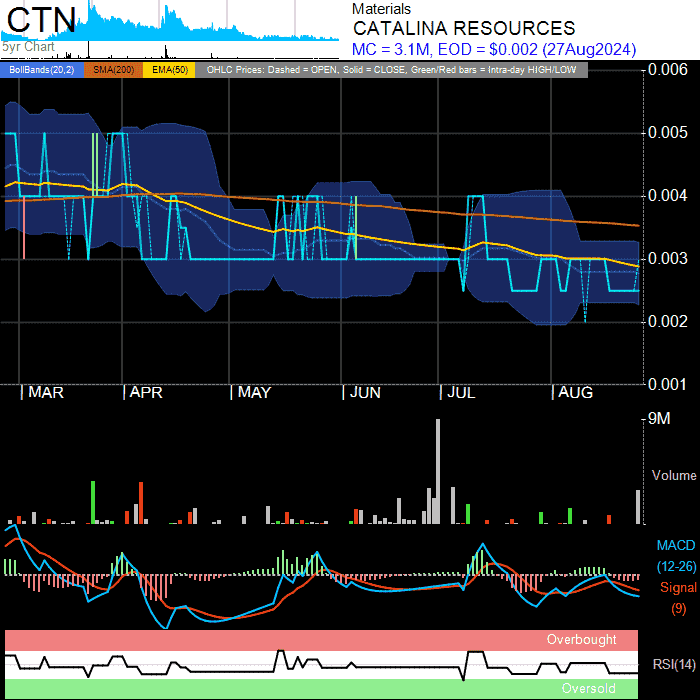 CTN
5yr Chart
Materials
CATALINA RESOURCES
MC = 3.1M, EOD = $0.002 (27Aug2024)
BollBands(20,2) SMA(200) EMA(50) OHLC Prices: Dashed = OPEN, Solid = CLOSE, Green/Red bars = Intra-day HIGH/LOW
0.006
0.005
0.004
0.003
0.002
0.001
MAR APR MAY JUN JUL AUG
9M
Volume
MACD
(12-26)
Signal
(9)
Overbought
RSI(14)
Oversold